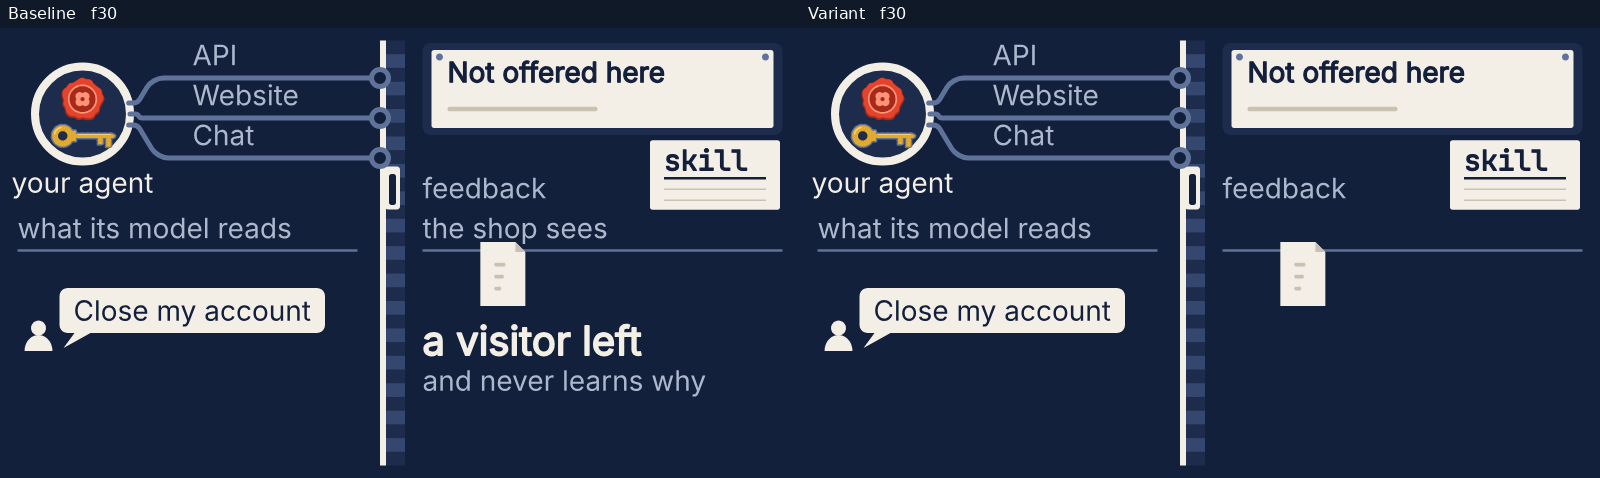 Baseline f30
API
Website
Chat
your agent
what its model reads
Close my account
Not offered here
skill
feedback
the shop sees
a visitor left
and never learns why
Variant f30
API
Website
Chat
your agent
what its model reads
Close my account
Not offered here
skill
feedback